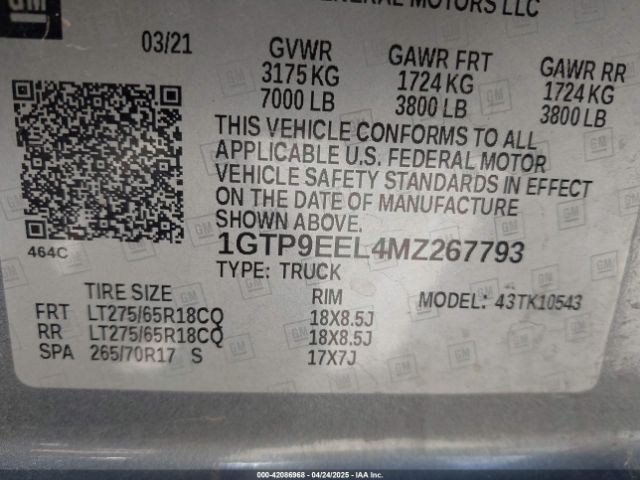 GM
GENERAL MOTORS LLC
03/21
GVWR
3175 KG
7000 LB
GAWR FRT
1724 KG
3800 LB
GAWR RR
1724 KG
3800 LB
THIS VEHICLE CONFORMS TO ALL
APPLICABLE U.S. FEDERAL MOTOR
VEHICLE SAFETY STANDARDS IN EFFECT
ON THE DATE OF MANUFACTURE
SHOWN ABOVE.
464C
1GTP9EEL4MZ267793
TYPE: TRUCK
MODEL: 43TK10543
TIRE SIZE RIM
FRT LT275/65R18CQ 18X8.5J
RR LT275/65R18CQ 18X8.5J
SPA 265/70R17 S 17X7J
000-42086968 - 04/24/2025 - IAA Inc.